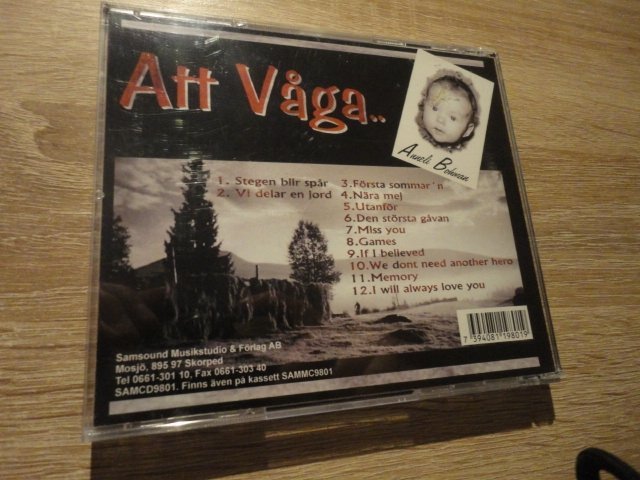 Att Våga..
Anneli Bohman
1. Stegen blir spår
2. Vi delar en jord
3.Första sommar'n
4.Nära mej
5.Utanför
6.Den största gåvan
7.Miss you
8.Games
9.If I believed
10.We dont need another hero
11.Memory
12.I will always love you
Samsound Musikstudio & Förlag AB
Mosjö, 895 97 Skorped
Tel 0661-301 10, Fax 0661-303 40
SAMCD9801. Finns även på kassett SAMMC9801
7 394081 198019